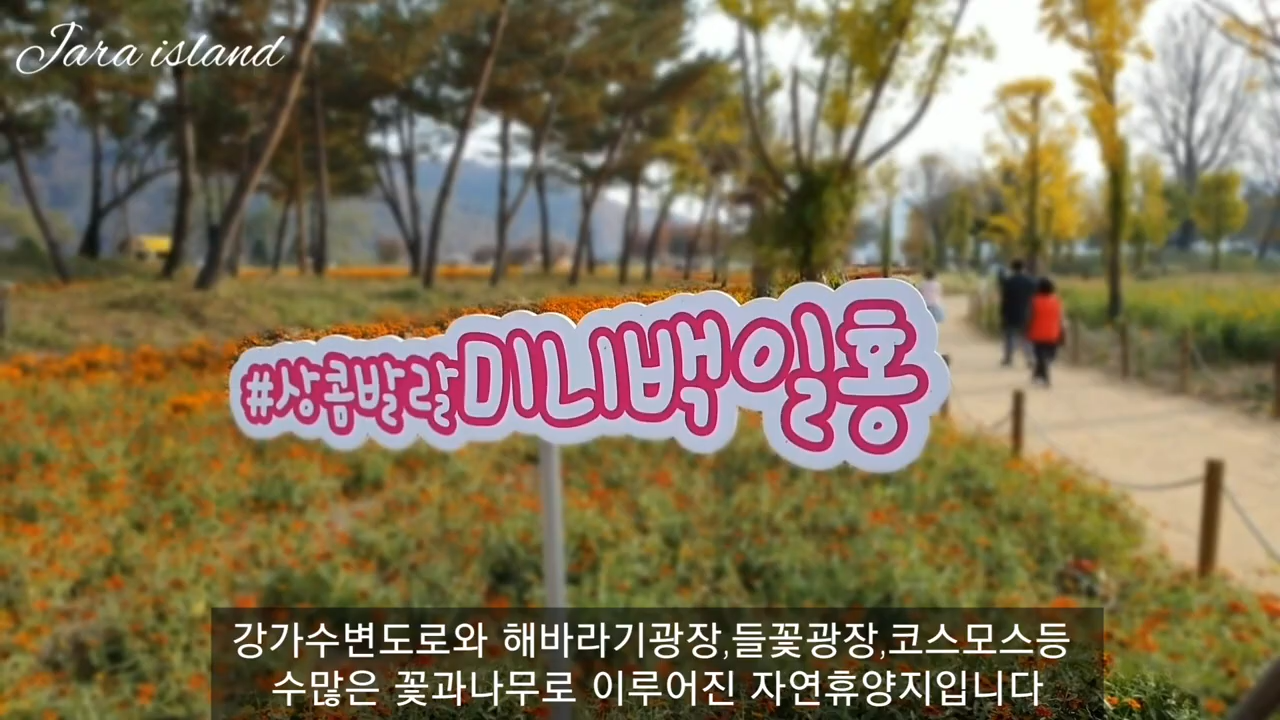 Jara island
#상콤발랄미니백일홍
강가수변도로와 해바라기광장,들꽃광장,코스모스등
수많은 꽃과나무로 이루어진 자연휴양지입니다